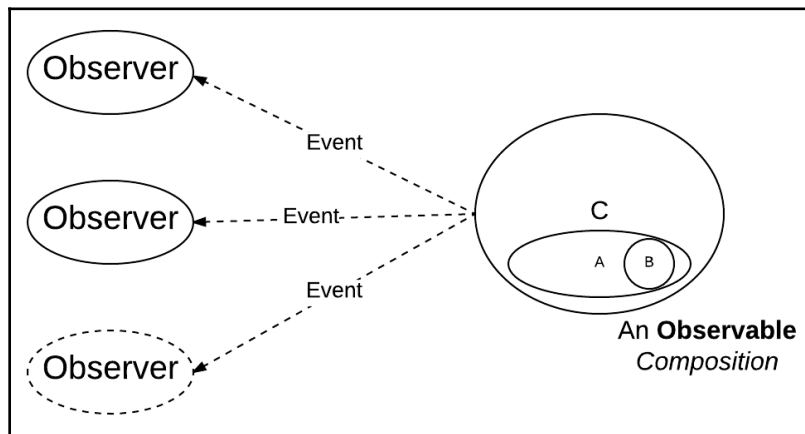 Observer
Event
Observer
Event
C
Event
A
B
An Observable
Composition
Observer